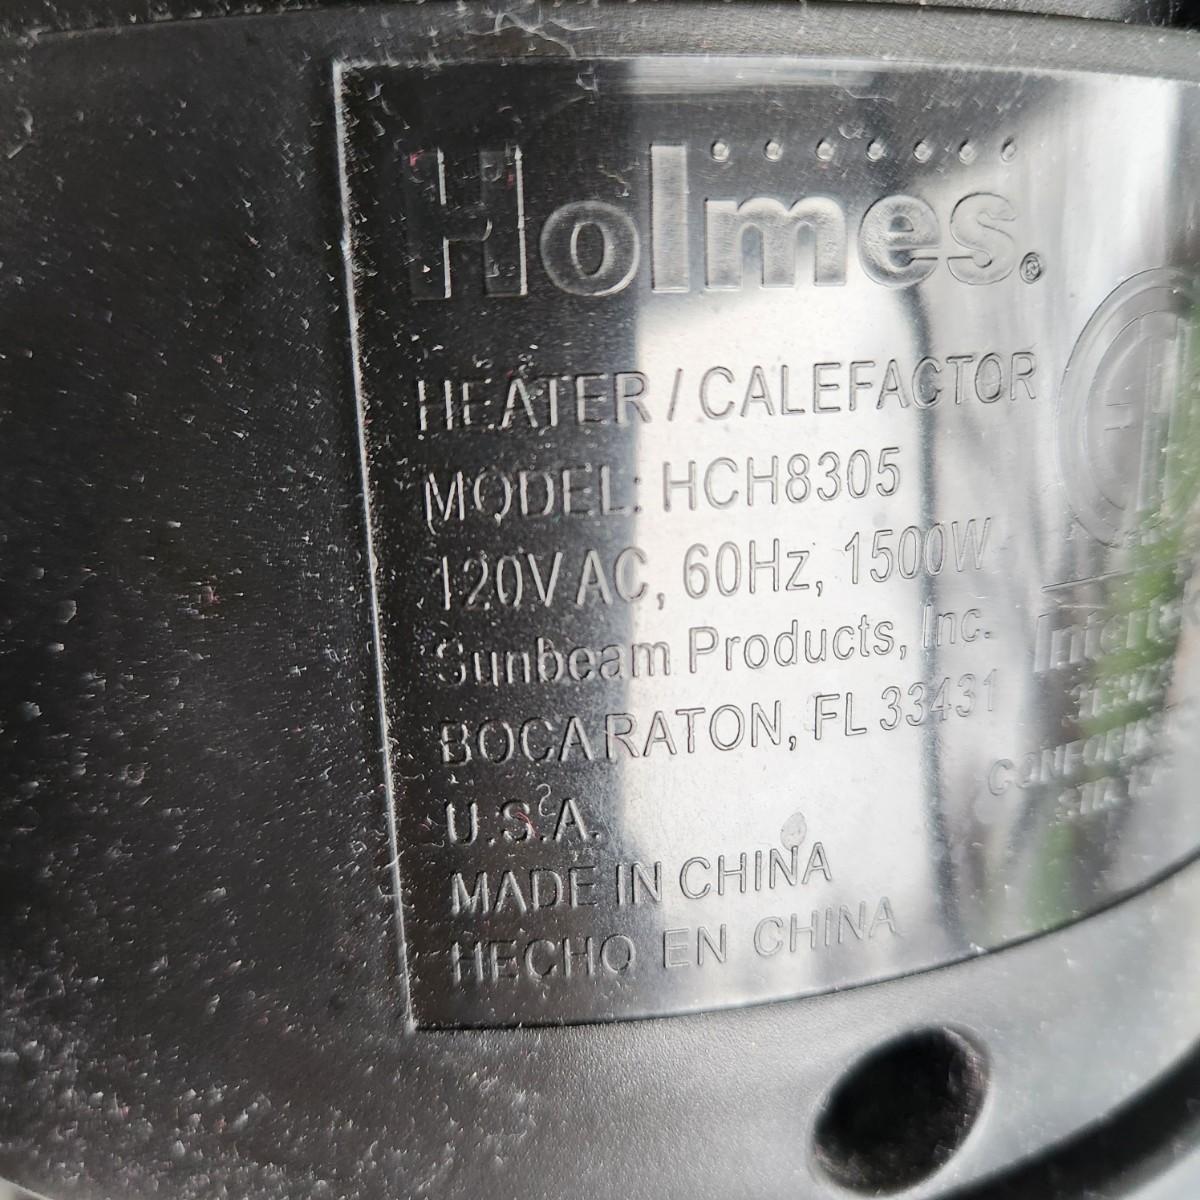 Holmes®
HEATER / CALEFACTOR
MODEL: HCH8305
120V AC, 60Hz, 1500W
Sunbeam Products, Inc.
BOCA RATON, FL 33431
U.S.A.
MADE IN CHINA
HECHO EN CHINA